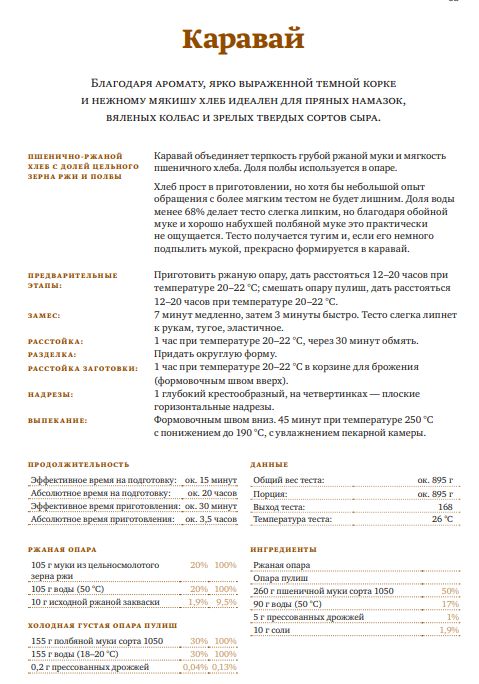 Каравай
Благодаря аромату, ярко выраженной темной корке
и нежному мякишу хлеб идеален для пряных намазок,
вяленых колбас и зрелых твердых сортов сыра.
пшенично-ржаной
хлеб с долей цельного
зерна ржи и полбы
Каравай объединяет терпкость грубой ржаной муки и мягкость
пшеничного хлеба. Доля полбы используется в опаре.
Хлеб прост в приготовлении, но хотя бы небольшой опыт
обращения с более мягким тестом не будет лишним. Доля воды
менее 68% делает тесто слегка липким, но благодаря обойной
муке и хорошо набухшей полбяной муке это практически
не ощущается. Тесто получается тугим и, если его немного
подпылить мукой, прекрасно формируется в каравай.
предварительные
этапы:
Приготовить ржаную опару, дать расстояться 12–20 часов при
температуре 20–22 °C; смешать опару пулиш, дать расстояться
12–20 часов при температуре 20–22 °C.
замес: 7 минут медленно, затем 3 минуты быстро. Тесто слегка липнет
к рукам, тугое, эластичное.
расстойка: 1 час при температуре 20–22 °C, через 30 минут обмять.
разделка: Придать округлую форму.
расстойка заготовки: 1 час при температуре 20–22 °C в корзине для брожения
(формовочным швом вверх).
надрезы: 1 глубокий крестообразный, на четвертинках — плоские
горизонтальные надрезы.
выпекание: Формовочным швом вниз. 45 минут при температуре 250 °C
с понижением до 190 °C, с увлажнением пекарной камеры.
продолжительность
Эффективное время на подготовку: ок. 15 минут
Абсолютное время на подготовку: ок. 20 часов
Эффективное время приготовления: ок. 30 минут
Абсолютное время приготовления: ок. 3,5 часов
данные
Общий вес теста: ок. 895 г
Порция: ок. 895 г
Выход теста: 168
Температура теста: 26 °C
ржаная опара
105 г муки из цельносмолотого 20% 100%
зерна ржи
105 г воды (50 °C) 20% 100%
10 г исходной ржаной закваски 1,9% 9,5%
холодная густая опара пулиш
155 г полбяной муки сорта 1050 30% 100%
155 г воды (18–20 °C) 30% 100%
0,2 г прессованных дрожжей 0,04% 0,13%
ингредиенты
Ржаная опара
Опара пулиш
260 г пшеничной муки сорта 1050 50%
90 г воды (50 °C) 17%
5 г прессованных дрожжей 1%
10 г соли 1,9%